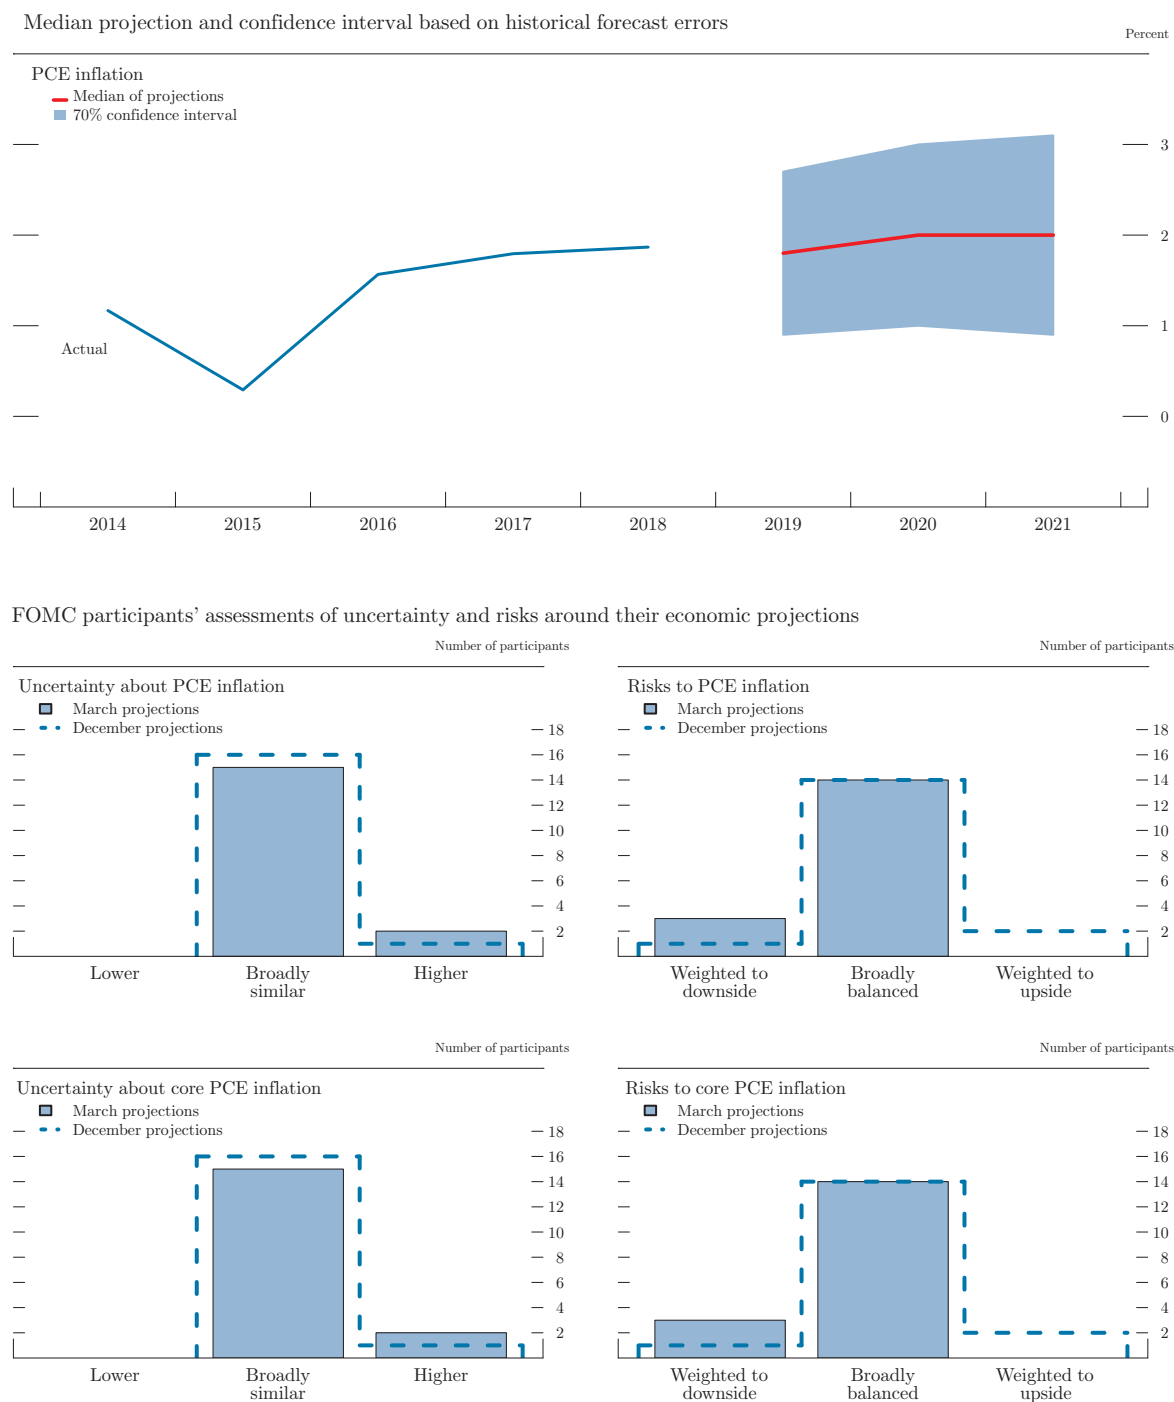 Median projection and confidence interval based on historical forecast errors
Percent
PCE inflation
Median of projections
70% confidence interval
3
2
1
0
Actual
2014 2015 2016 2017 2018 2019 2020 2021
FOMC participants’ assessments of uncertainty and risks around their economic projections
Number of participants
Uncertainty about PCE inflation
March projections
December projections
18
16
14
12
10
8
6
4
2
Lower Broadly similar Higher
Number of participants
Risks to PCE inflation
March projections
December projections
18
16
14
12
10
8
6
4
2
Weighted to downside Broadly balanced Weighted to upside
Number of participants
Uncertainty about core PCE inflation
March projections
December projections
18
16
14
12
10
8
6
4
2
Lower Broadly similar Higher
Number of participants
Risks to core PCE inflation
March projections
December projections
18
16
14
12
10
8
6
4
2
Weighted to downside Broadly balanced Weighted to upside